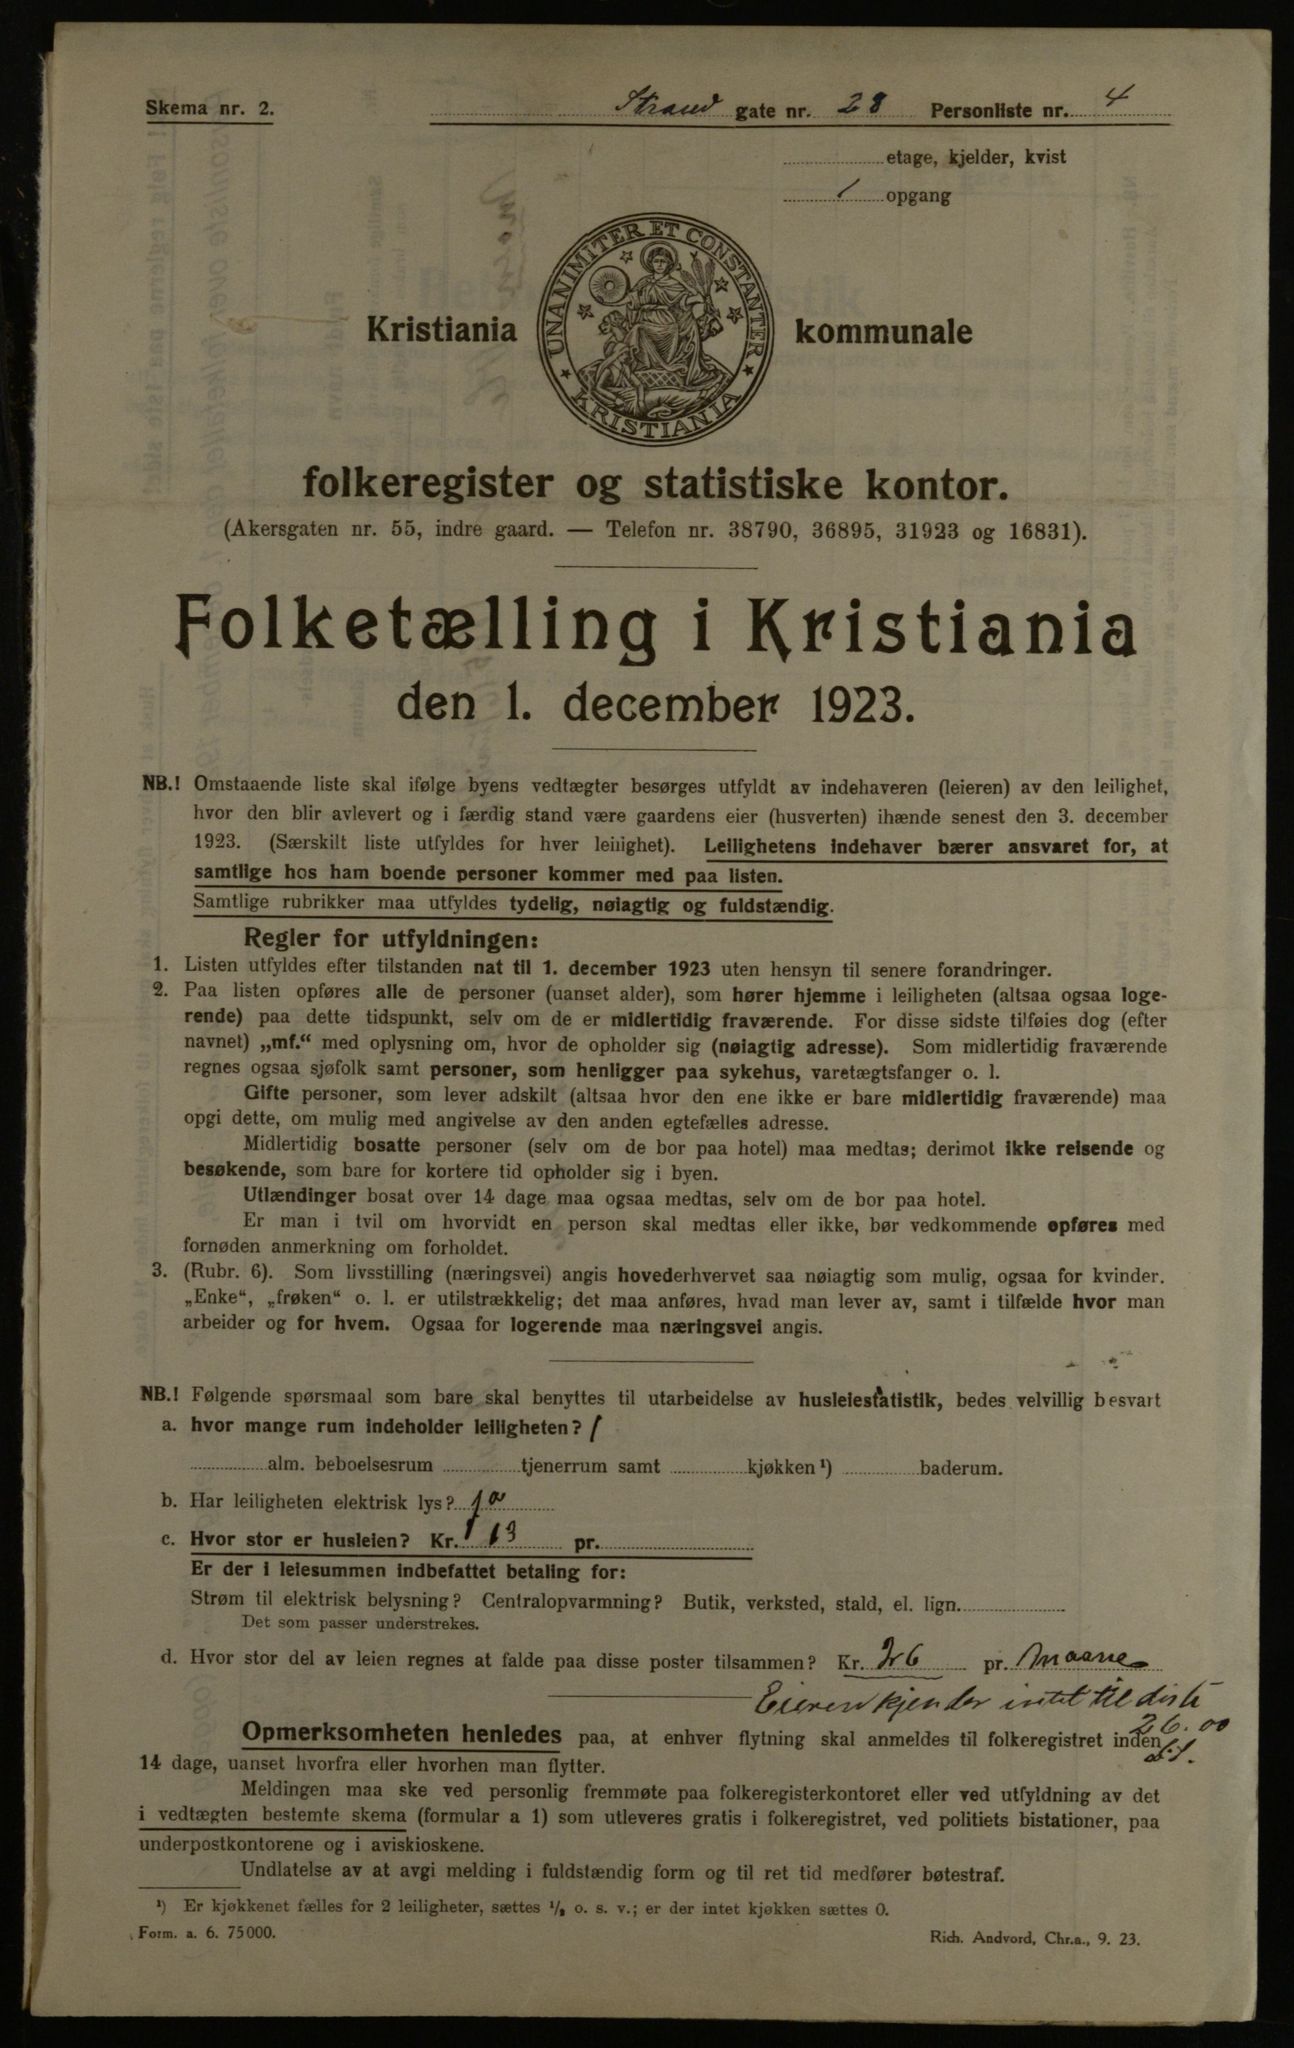 Skema nr. 2.
Strand gate nr. 28 Personliste nr. 4
etage, kjelder, kvist
1 opgang
UNANIMITER ET CONSTANTER
KRISTIANIA
Kristiania kommunale
folkeregister og statistiske kontor.
(Akersgaten nr. 55, indre gaard. — Telefon nr. 38790, 36895, 31923 og 16831).
Folketælling i Kristiania
den 1. december 1923.
NB.! Omstaaende liste skal ifølge byens vedtægter besørges utfyldt av indehaveren (leieren) av den leilighet,
hvor den blir avlevert og i færdig stand være gaardens eier (husverten) ihænde senest den 3. december
1923. (Særskilt liste utfyldes for hver leilighet). Leilighetens indehaver bærer ansvaret for, at
samtlige hos ham boende personer kommer med paa listen.
Samtlige rubrikker maa utfyldes tydelig, nøiagtig og fuldstændig.
Regler for utfyldningen:
1. Listen utfyldes efter tilstanden nat til 1. december 1923 uten hensyn til senere forandringer.
2. Paa listen opføres alle de personer (uanset alder), som hører hjemme i leiligheten (altsaa ogsaa loge-
rende) paa dette tidspunkt, selv om de er midlertidig fraværende. For disse sidste tilføies dog (efter
navnet) „mf.“ med oplysning om, hvor de opholder sig (nøiagtig adresse). Som midlertidig fraværende
regnes ogsaa sjøfolk samt personer, som henligger paa sykehus, varetægtsfanger o. l.
Gifte personer, som lever adskilt (altsaa hvor den ene ikke er bare midlertidig fraværende) maa
opgi dette, om mulig med angivelse av den anden egtefælles adresse.
Midlertidig bosatte personer (selv om de bor paa hotel) maa medtas; derimot ikke reisende og
besøkende, som bare for kortere tid opholder sig i byen.
Utlændinger bosat over 14 dage maa ogsaa medtas, selv om de bor paa hotel.
Er man i tvil om hvorvidt en person skal medtas eller ikke, bør vedkommende opføres med
fornøden anmerkning om forholdet.
3. (Rubr. 6). Som livsstilling (næringsvei) angis hovederhvervet saa nøiagtig som mulig, ogsaa for kvinder.
„Enke“, „frøken“ o. l. er utilstrækkelig; det maa anføres, hvad man lever av, samt i tilfælde hvor man
arbeider og for hvem. Ogsaa for logerende maa næringsvei angis.
NB.! Følgende spørsmaal som bare skal benyttes til utarbeidelse av husleiestatistik, bedes velvillig besvart
a. hvor mange rum indeholder leiligheten? 1
alm. beboelsesrum tjenerrum samt kjøkken ¹) baderum.
b. Har leiligheten elektrisk lys? ja
c. Hvor stor er husleien? Kr. 113 pr.
Er der i leiesummen indbefattet betaling for:
Strøm til elektrisk belysning? Centralopvarmning? Butik, verksted, stald, el. lign.
Det som passer understrekes.
d. Hvor stor del av leien regnes at falde paa disse poster tilsammen? Kr. 26 pr. Maane
Eieren kjender intet til
26.00
Opmerksomheten henledes paa, at enhver flytning skal anmeldes til folkeregistret inden
14 dage, uanset hvorfra eller hvorhen man flytter.
Meldingen maa ske ved personlig fremmøte paa folkeregisterkontoret eller ved utfyldning av det
i vedtægten bestemte skema (formular a 1) som utleveres gratis i folkeregistret, ved politiets bistationer, paa
underpostkontorene og i aviskioskene.
Undlatelse av at avgi melding i fuldstændig form og til ret tid medfører bøtestraf.
¹) Er kjøkkenet fælles for 2 leiligheter, sættes ½ o. s. v.; er der intet kjøkken sættes 0.
Form. a. 6. 75000.
Rich. Andvord, Chr.a., 9. 23.